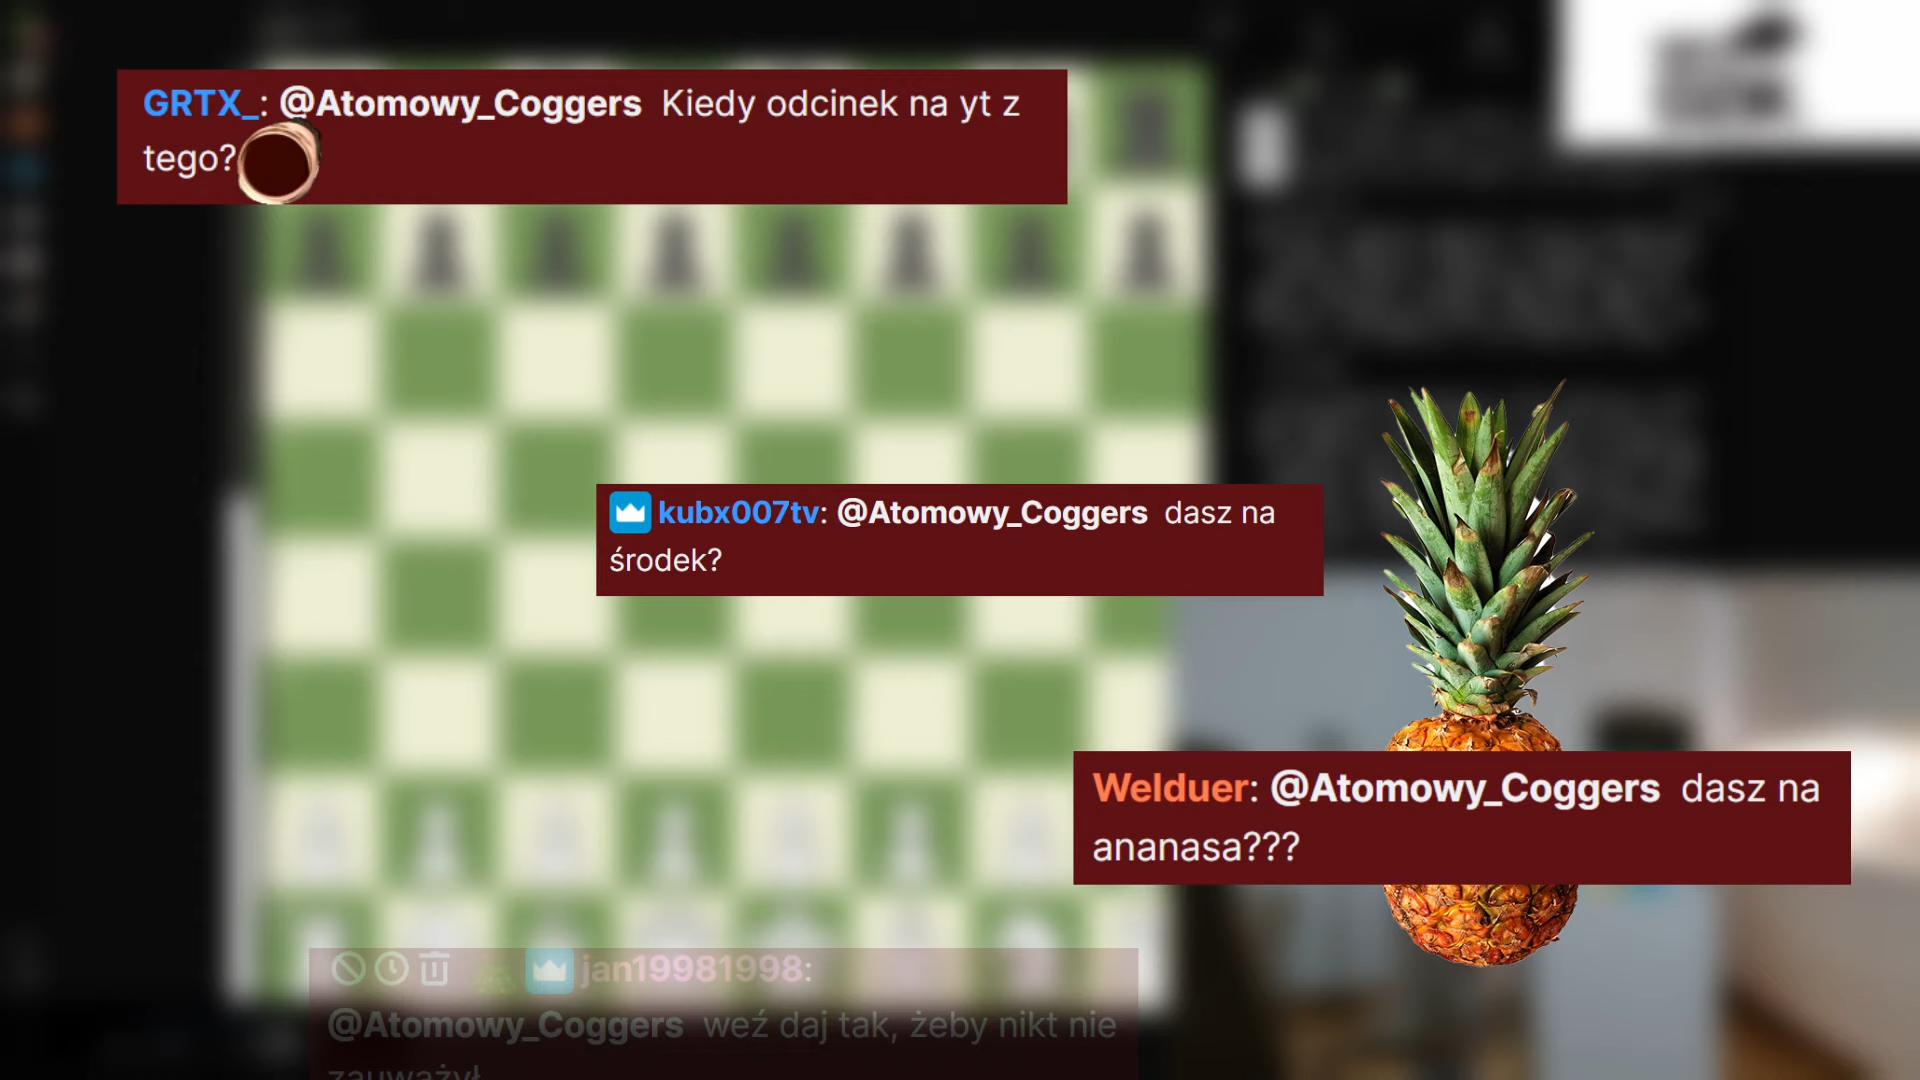 GRTX_: @Atomowy_Coggers Kiedy odcinek na yt z
tego?
kubx007tv: @Atomowy_Coggers dasz na
środek?
Welduer: @Atomowy_Coggers dasz na
ananasa???
jan19981998:
@Atomowy_Coggers weź daj tak, żeby nikt nie
zauważył